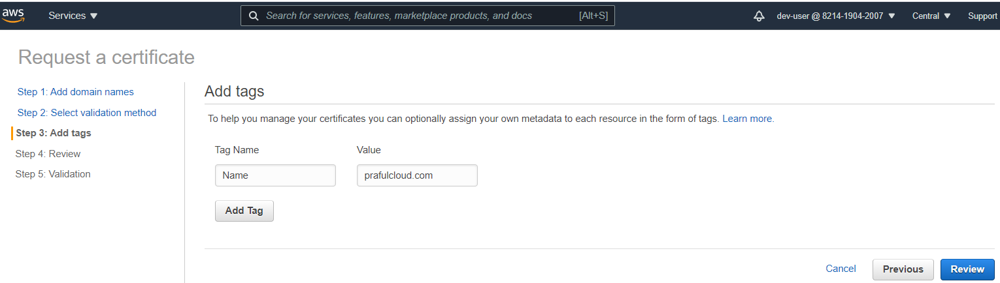 aws Services Search for services, features, marketplace products, and docs [Alt+S] dev-user @ 8214-1904-2007 Central Support
Request a certificate
Step 1: Add domain names
Step 2: Select validation method
Step 3: Add tags
Step 4: Review
Step 5: Validation
Add tags
To help you manage your certificates you can optionally assign your own metadata to each resource in the form of tags. Learn more.
Tag Name Value
Name prafulcloud.com
Add Tag
Cancel Previous Review